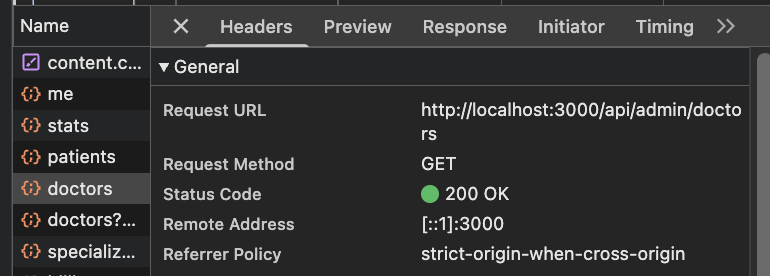 Name
content.c...
me
stats
patients
doctors
doctors?...
specializ...
Headers Preview Response Initiator Timing
General
Request URL http://localhost:3000/api/admin/docto
rs
Request Method GET
Status Code 200 OK
Remote Address [::1]:3000
Referrer Policy strict-origin-when-cross-origin